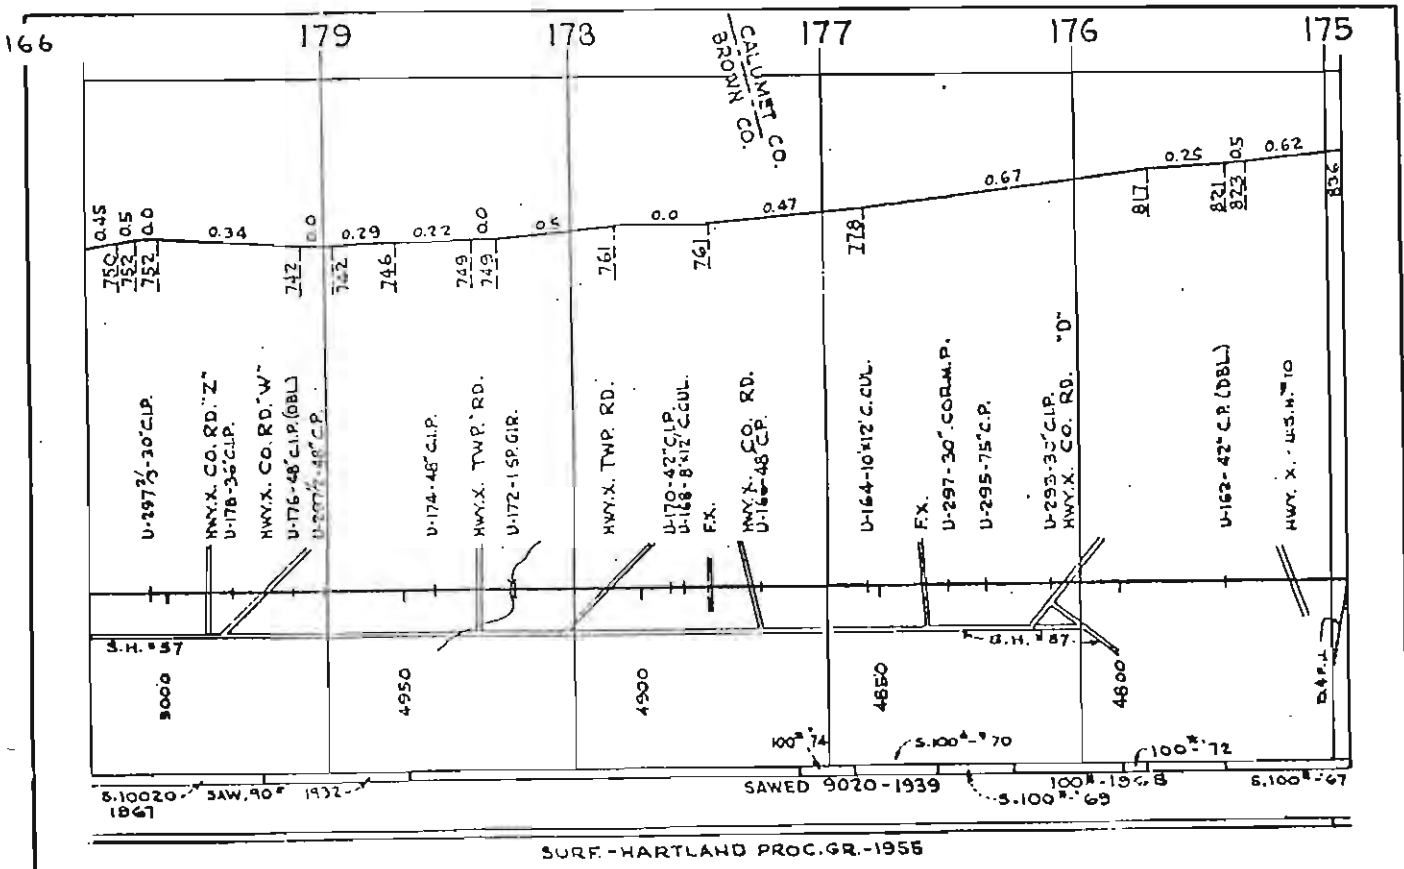 166
179
178
177
176
175
CALUMET CO.
BROWN CO.
0.45
0.5
0.0
0.34
0.0
0.29
0.22
0.0
0.5
0.0
0.47
0.67
0.25
0.5
0.62
750
752
752
742
742
746
749
749
761
761
778
817
821
823
836
U-297 2/3-30" C.I.P.
HWY.X. CO. RD. "Z"
U-178-36" C.I.P.
HWY.X. CO. RD. "W"
U-176-48" C.I.P. (DBL)
U-174-48" C.I.P.
HWY.X. TWP. RD.
U-172-1 SP. GIR.
HWY.X. TWP. RD.
U-170-42" C.I.P.
U-168-8'X12' C.CUL.
F.X.
HWY.X. CO. RD.
U-166-48" C.P.
U-164-10'X12' C.CUL.
F.X.
U-297-30" COR.M.P.
U-295-75" C.P.
U-293-35" C.I.P.
HWY.X. CO. RD. "D"
U-162-42" C.P. (DBL)
HWY. X. - U.S.H. #10
S.H. #57
S.H. #57
5000
4950
4900
4850
4800
100#-'74
S.100#-'70
100#-'72
S.10020-1967
SAW.90# 1932
SAWED 9020-1939
S.100#-'69
100#-1968
S.100#-'67
SURF.-HARTLAND PROC.GR.-1955